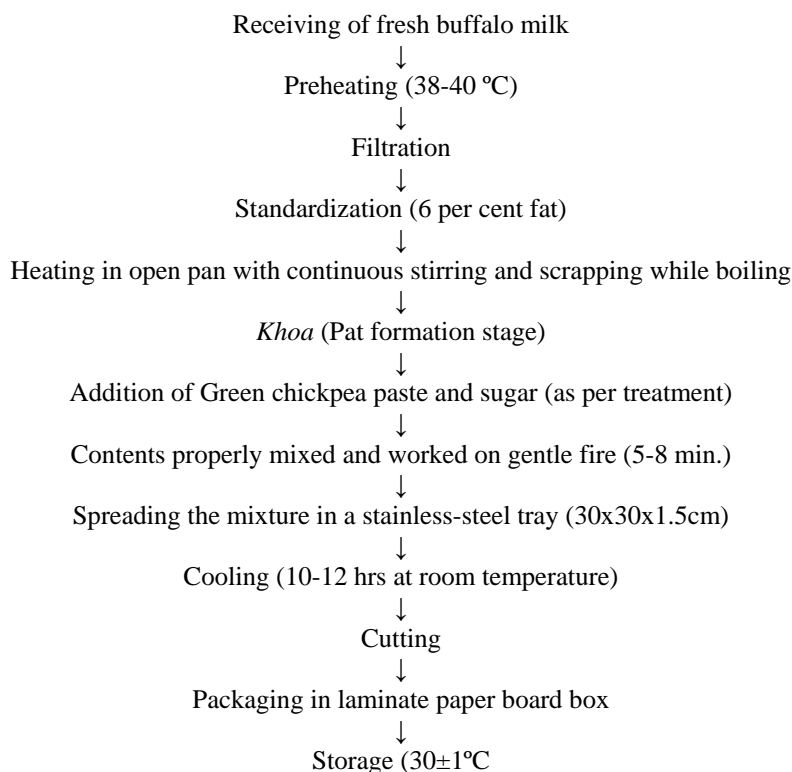 Receiving of fresh buffalo milk
↓
Preheating (38-40 ºC)
↓
Filtration
↓
Standardization (6 per cent fat)
↓
Heating in open pan with continuous stirring and scrapping while boiling
↓
Khoa (Pat formation stage)
↓
Addition of Green chickpea paste and sugar (as per treatment)
↓
Contents properly mixed and worked on gentle fire (5-8 min.)
↓
Spreading the mixture in a stainless-steel tray (30x30x1.5cm)
↓
Cooling (10-12 hrs at room temperature)
↓
Cutting
↓
Packaging in laminate paper board box
↓
Storage (30±1ºC